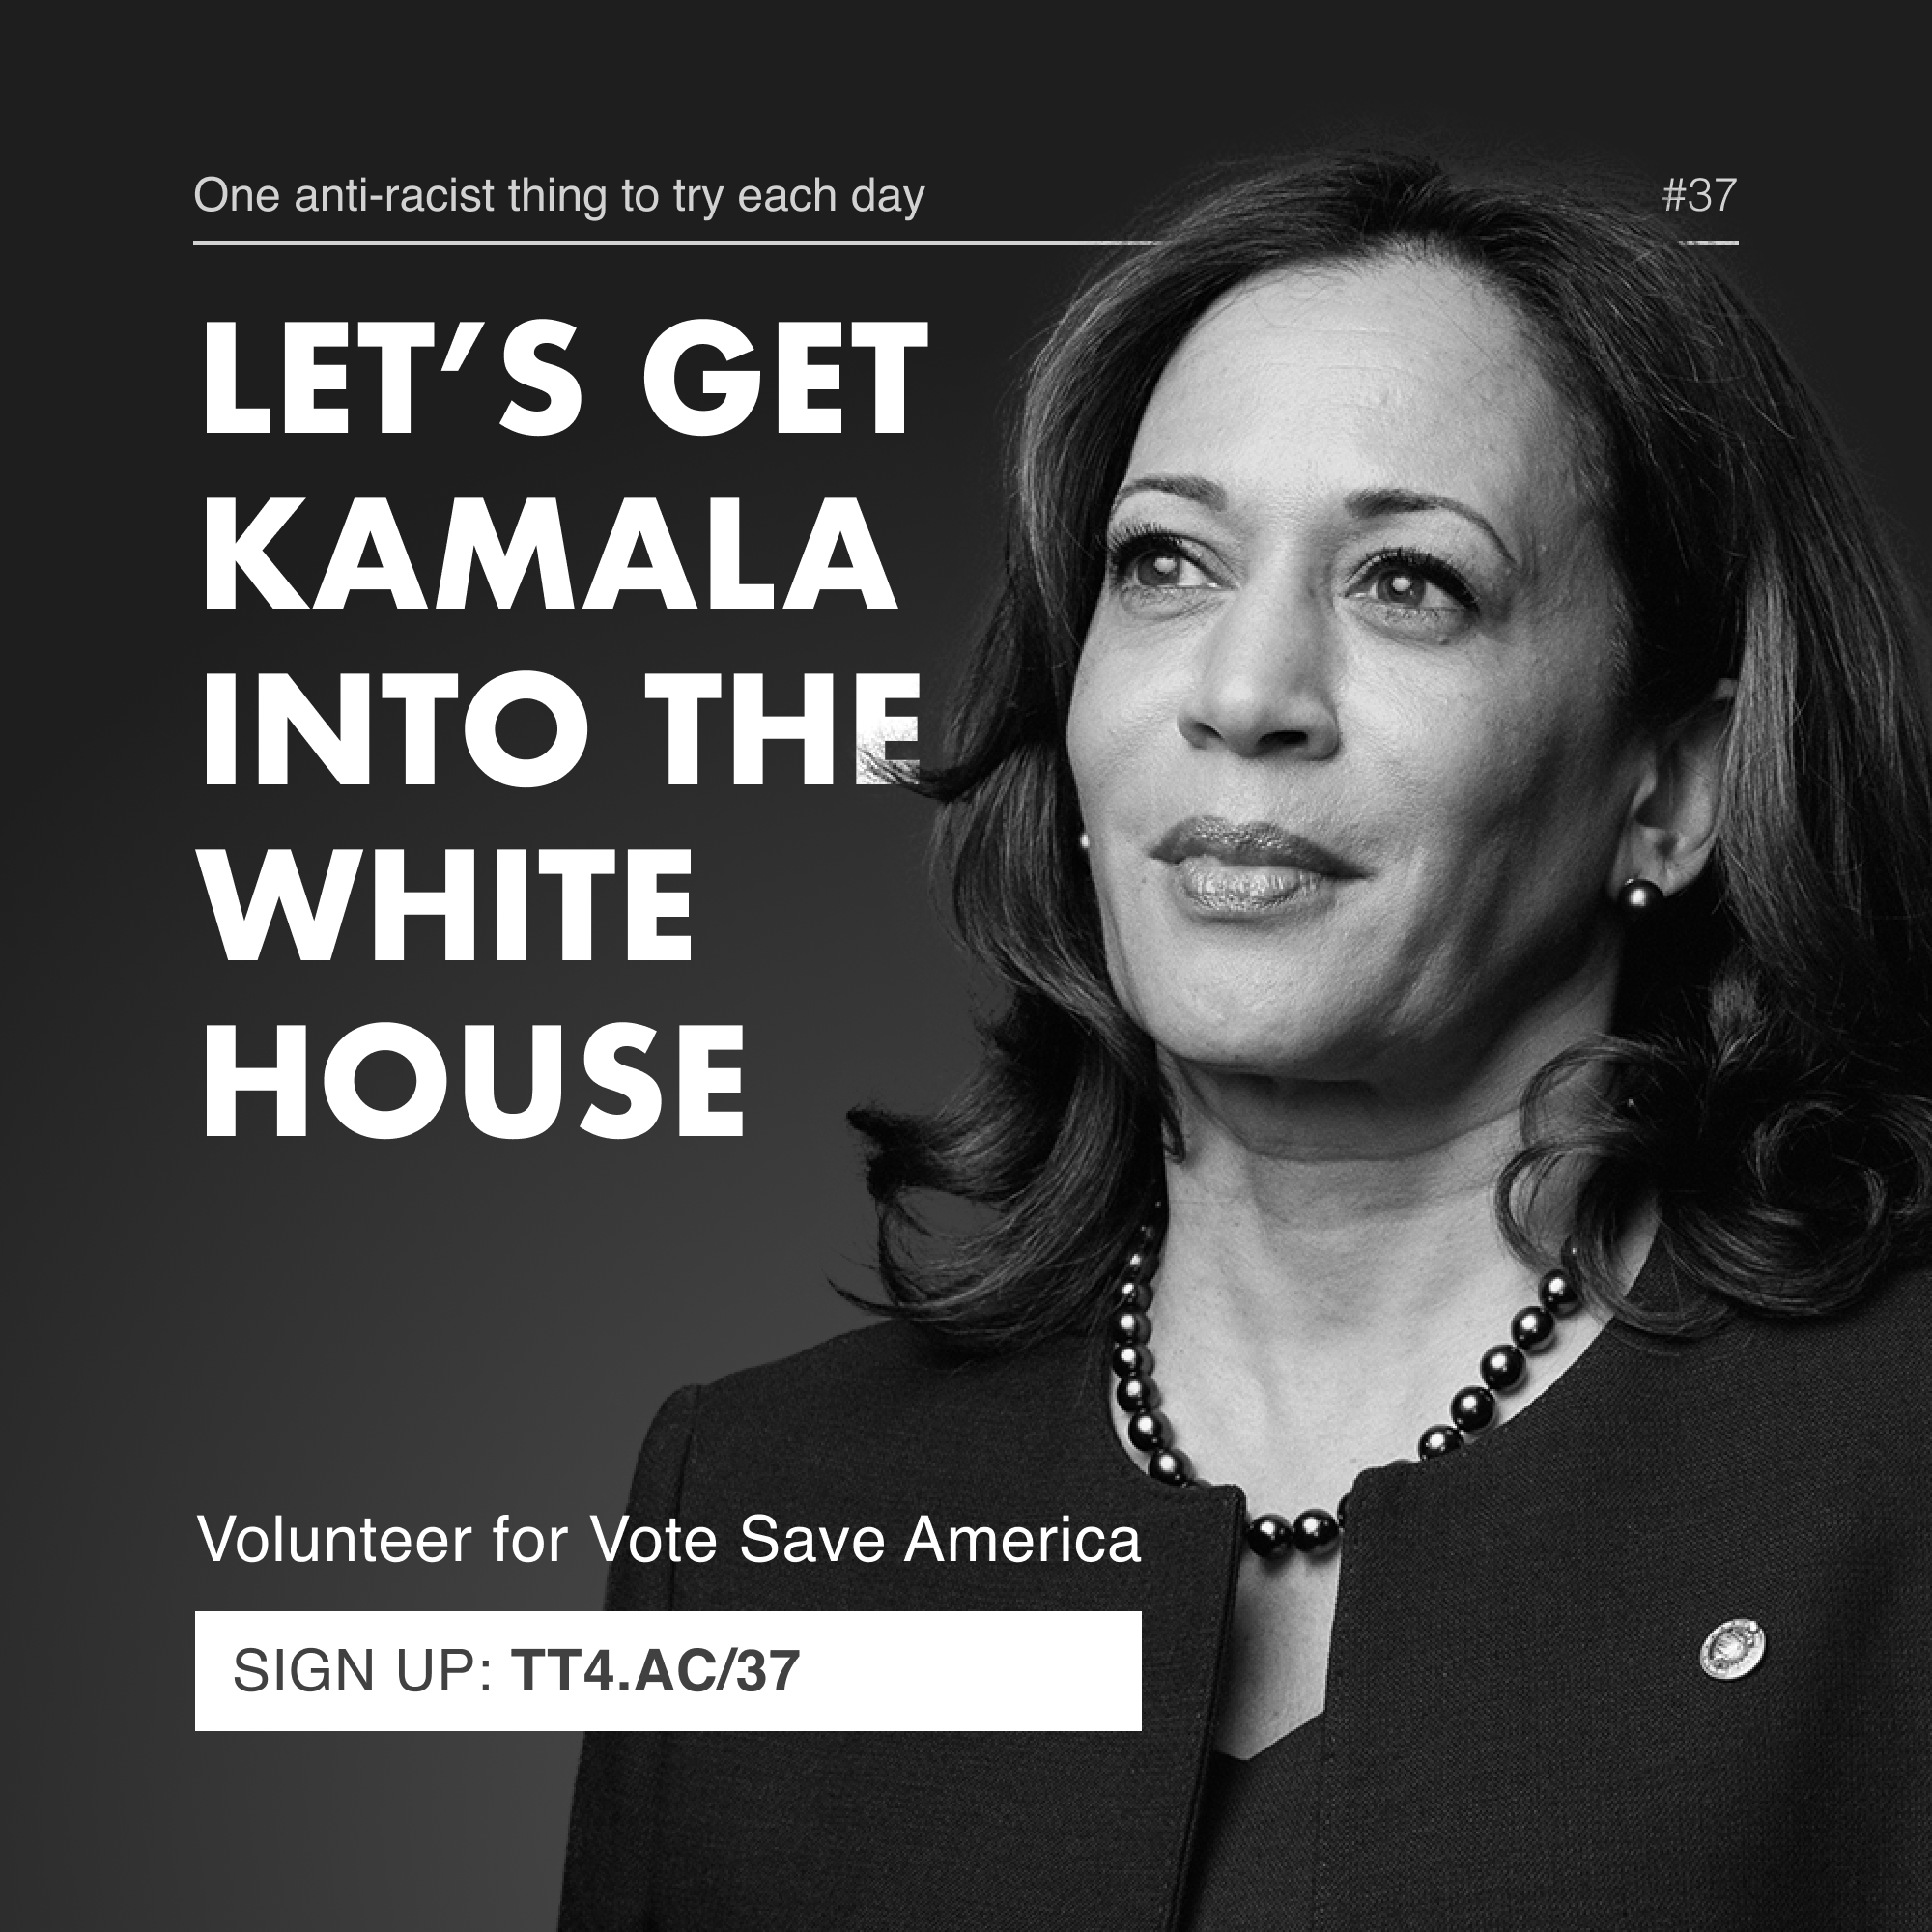 One anti-racist thing to try each day
#37
LET’S GET
KAMALA
INTO THE
WHITE
HOUSE
Volunteer for Vote Save America
SIGN UP: TT4.AC/37